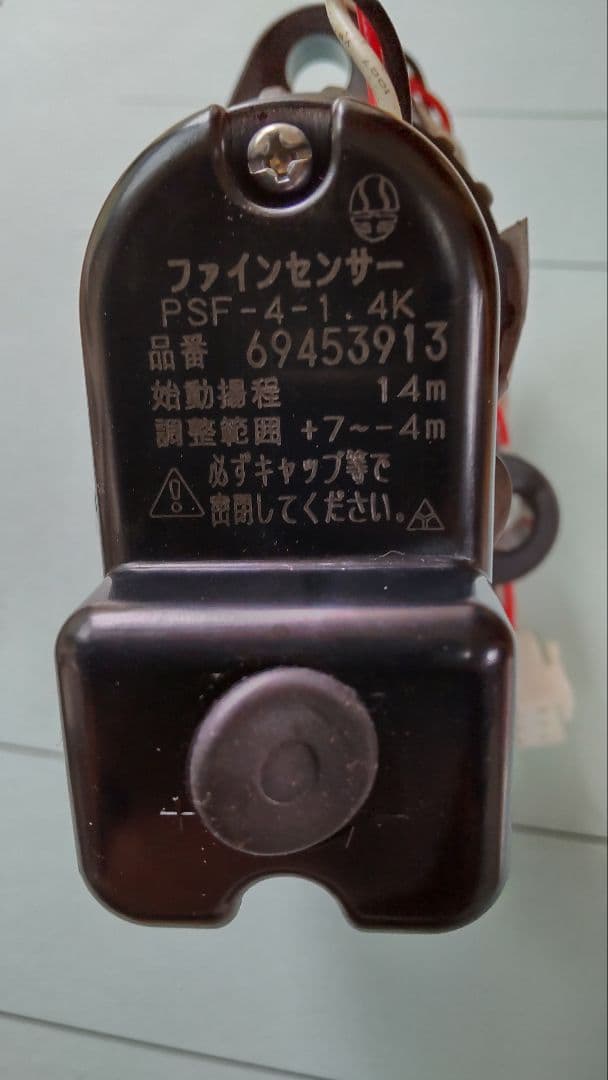 ファインセンサー
PSF-4-1.4K
品番 69453913
始動揚程 14m
調整範囲 +7~-4m
必ずキャップ等で
密閉してください。
+ -